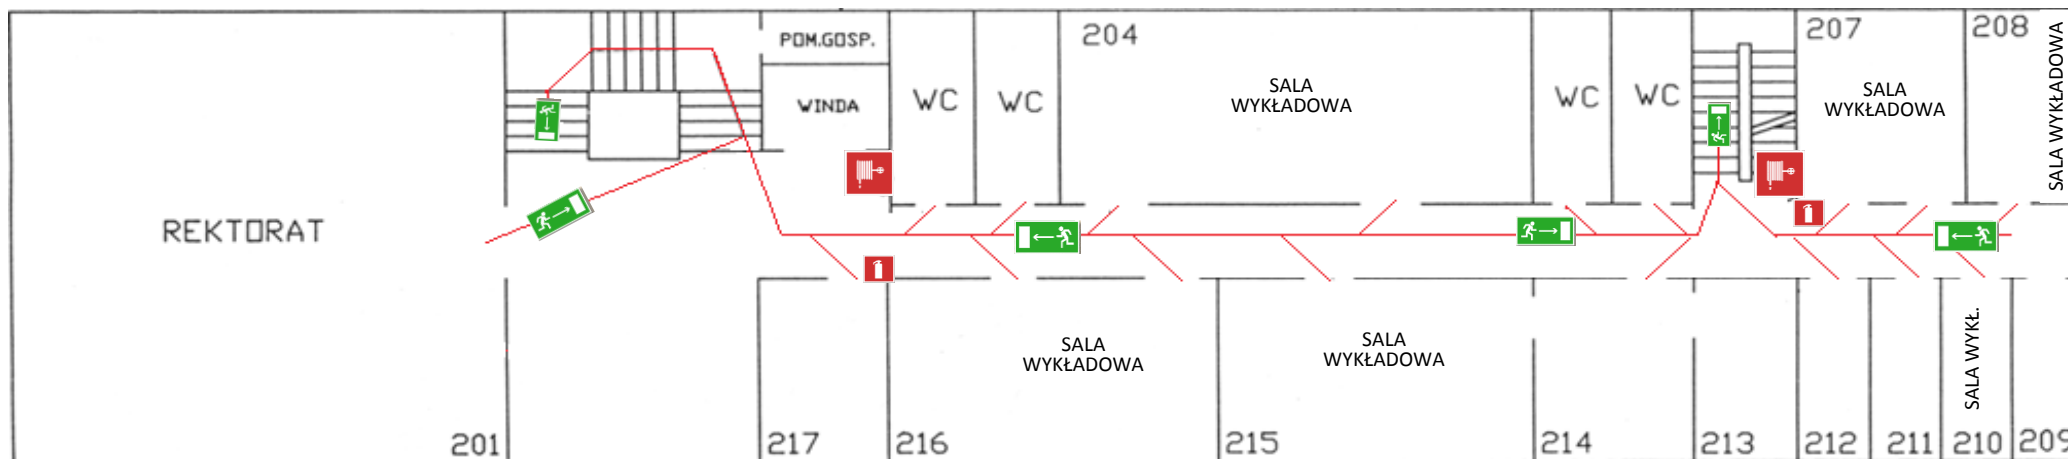 POM.GOSP.
WINDA
WC
WC
204
SALA
WYKŁADOWA
WC
WC
207
SALA
WYKŁADOWA
208
SALA WYKŁADOWA
REKTORAT
201
217
216
SALA
WYKŁADOWA
215
SALA
WYKŁADOWA
214
213
212
211
SALA WYKŁ.
210
209